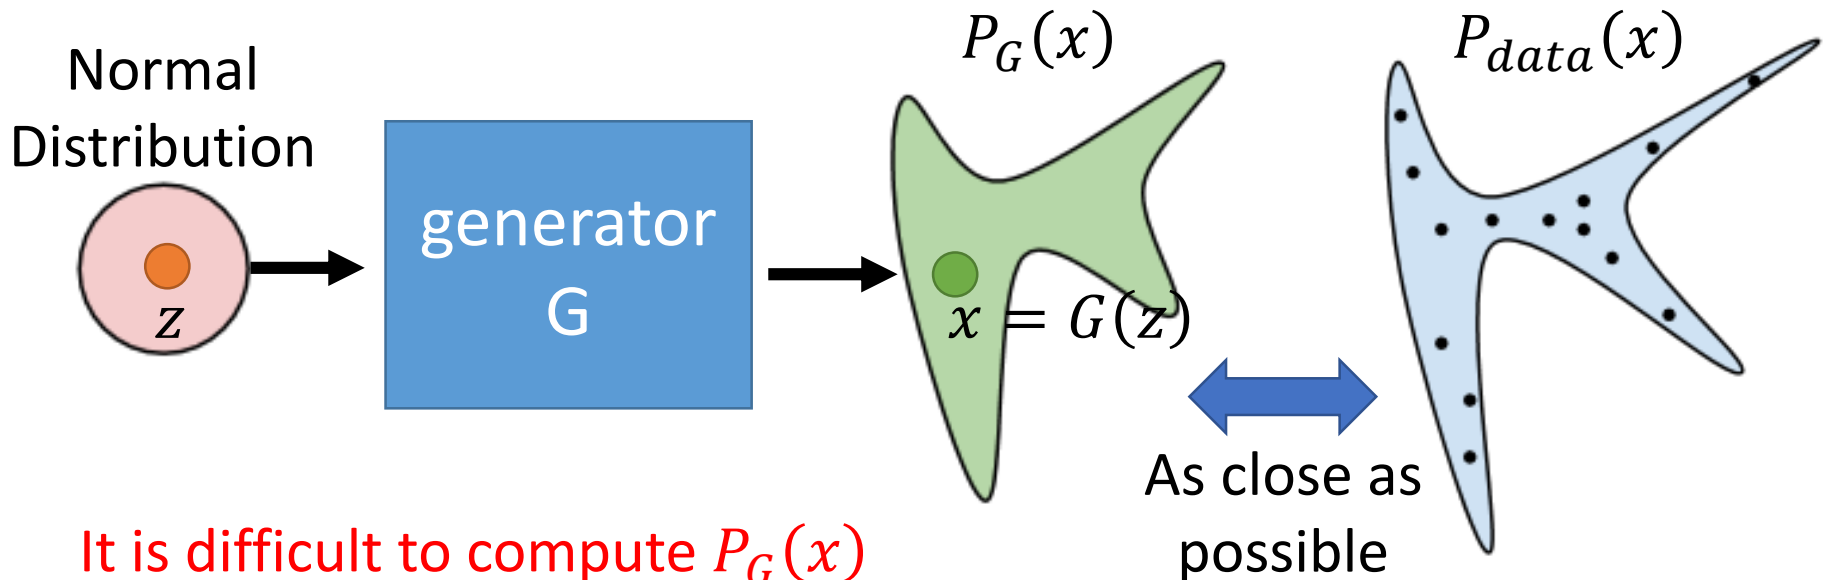 Normal
Distribution
z
generator
G
P_G(x)
x = G(z)
P_data(x)
As close as
possible
It is difficult to compute P_G(x)